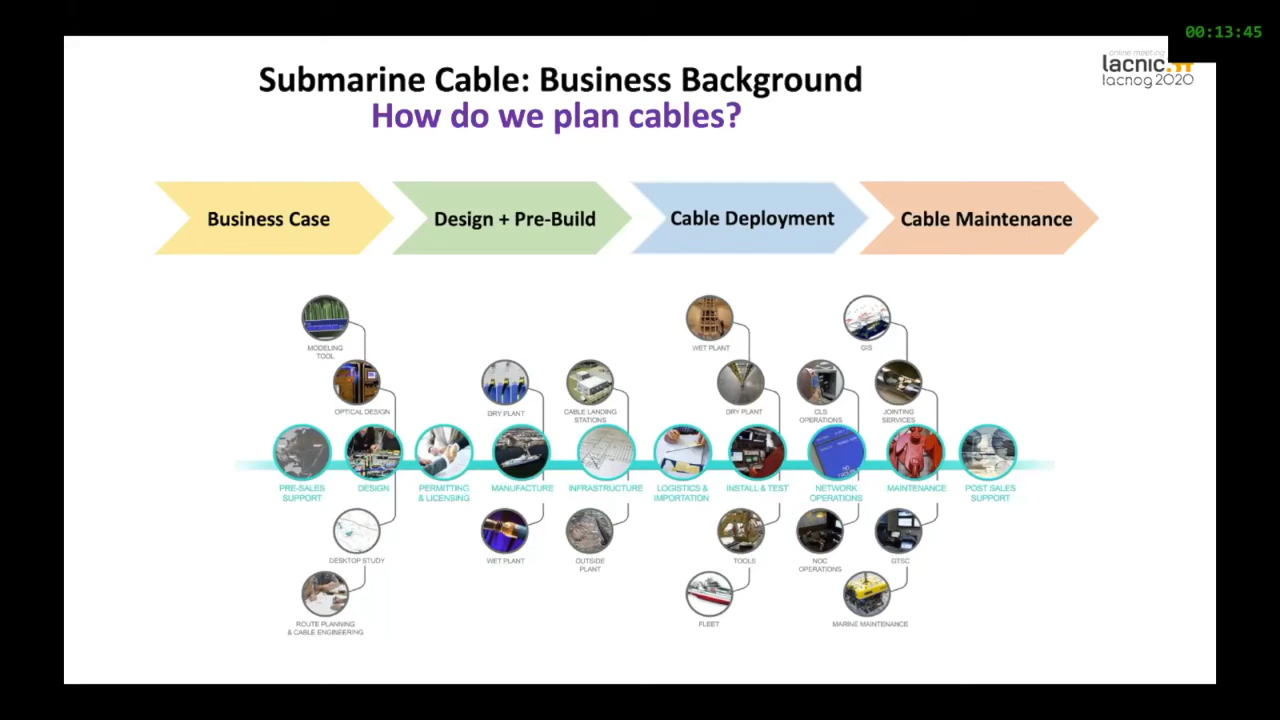 00:13:45
online meeting
lacnic
lacnog 2020
Submarine Cable: Business Background
How do we plan cables?
Business Case
Design + Pre-Build
Cable Deployment
Cable Maintenance
MODELING
TOOL
WET PLANT
GIS
OPTICAL DESIGN
DRY PLANT
CABLE LANDING
STATIONS
DRY PLANT
CLS
OPERATIONS
JOINTING
SERVICES
PRE-SALES
SUPPORT
DESIGN
PERMITTING
& LICENSING
MANUFACTURE
INFRASTRUCTURE
LOGISTICS &
IMPORTATION
INSTALL & TEST
NETWORK
OPERATIONS
MAINTENANCE
POST SALES
SUPPORT
DESKTOP STUDY
WET PLANT
OUTSIDE
PLANT
TOOLS
NOC
OPERATIONS
GTSC
ROUTE PLANNING
& CABLE ENGINEERING
FLEET
MARINE MAINTENANCE